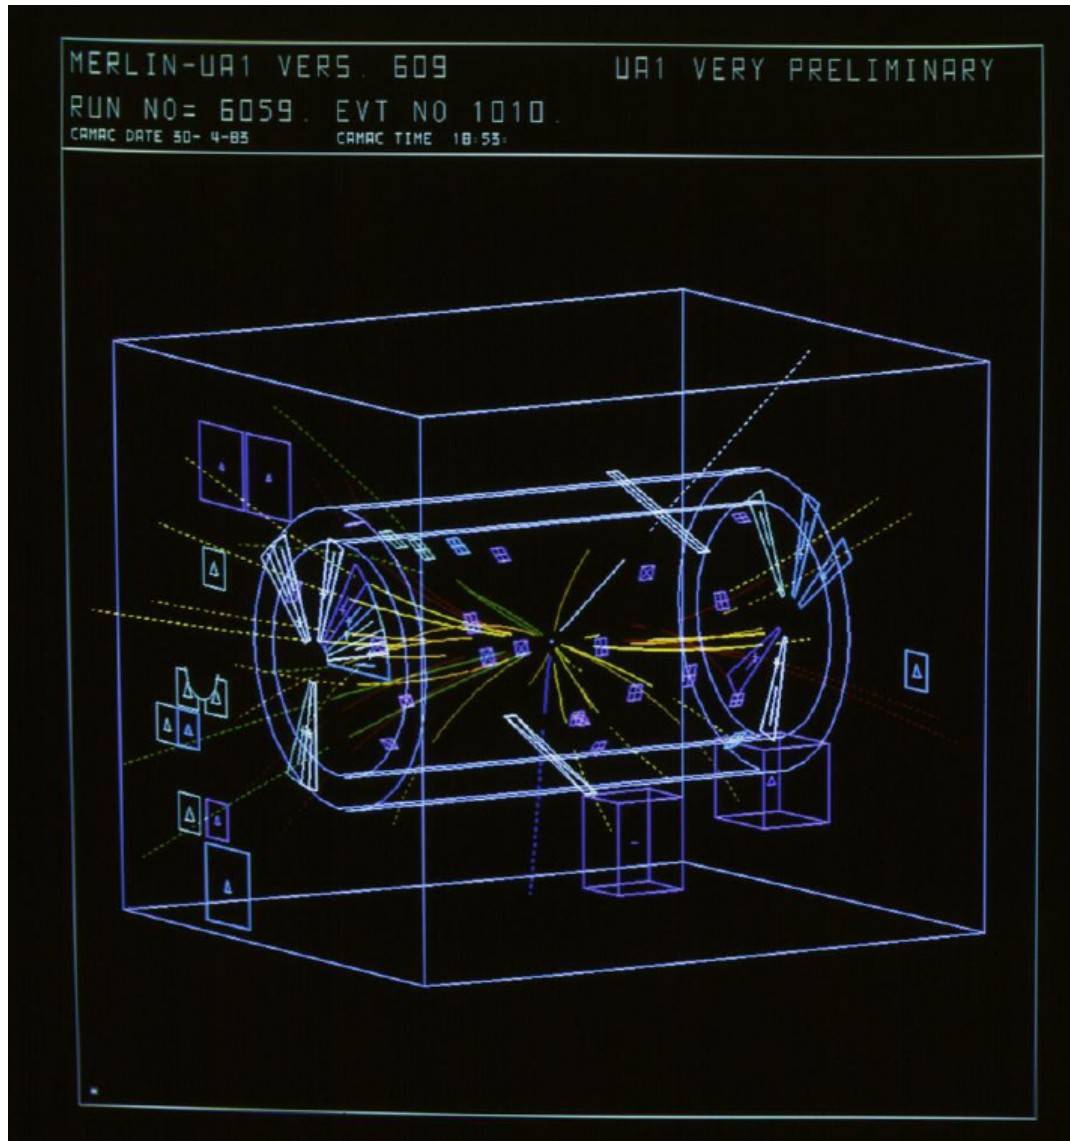 MERLIN-UA1 VERS. 609 UA1 VERY PRELIMINARY
RUN NO= 6059. EVT NO 1010.
CAMAC DATE 30- 4-83 CAMAC TIME 18:53: